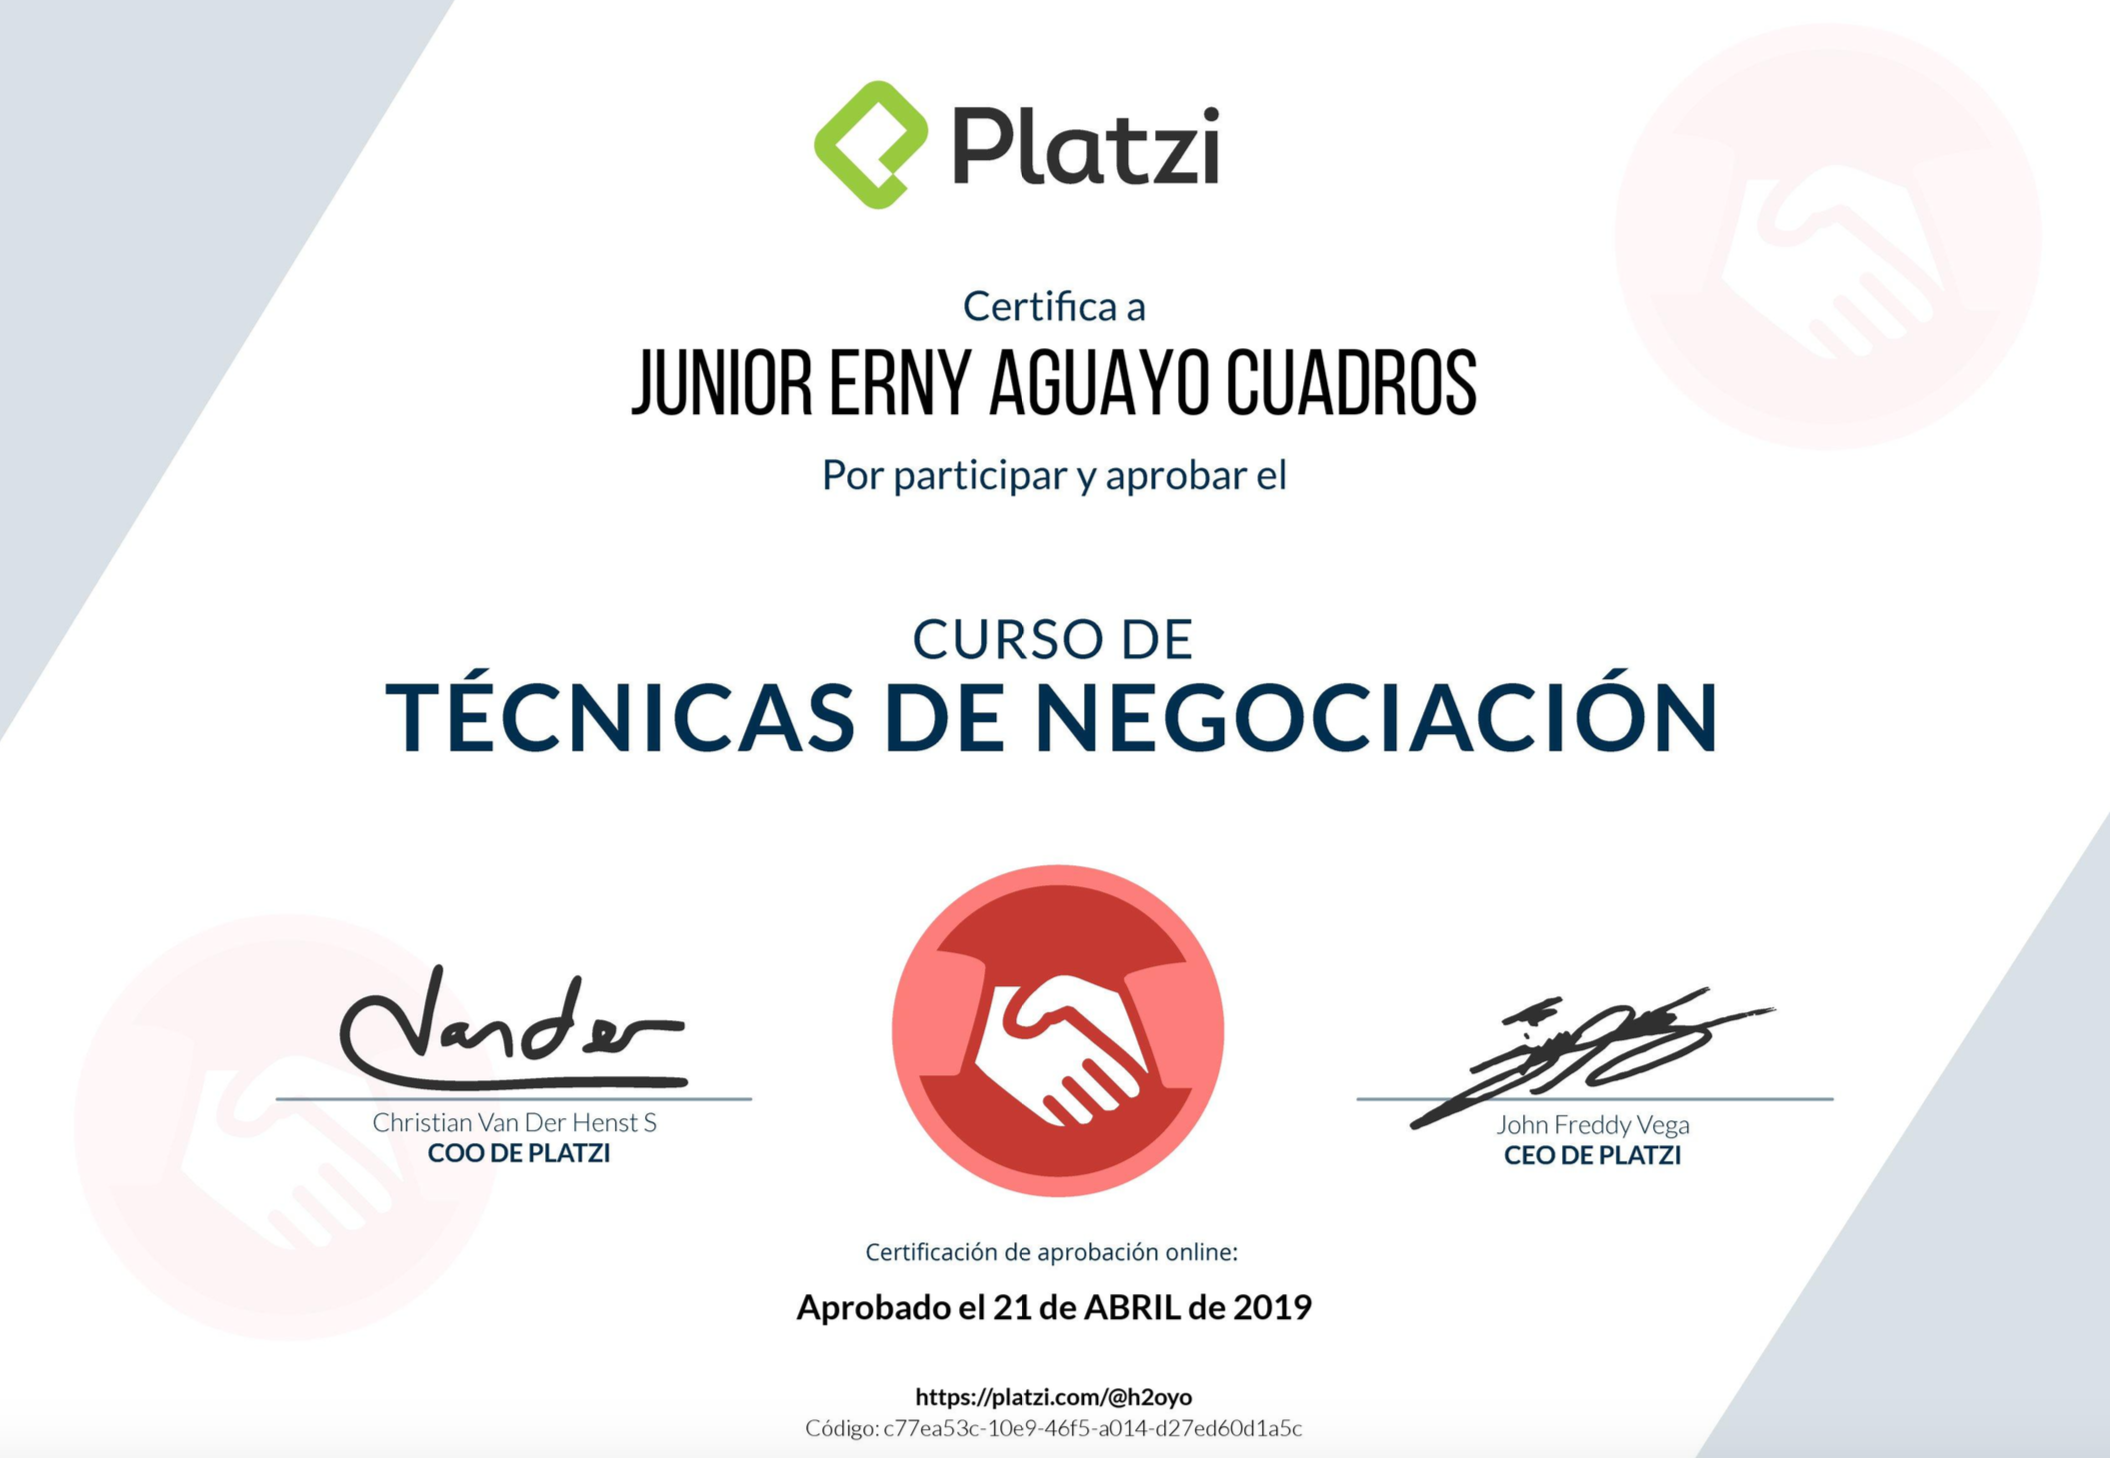 Platzi
Certifica a
JUNIOR ERNY AGUAYO CUADROS
Por participar y aprobar el
CURSO DE
TÉCNICAS DE NEGOCIACIÓN
Vander
Christian Van Der Henst S
COO DE PLATZI
John Freddy Vega
CEO DE PLATZI
Certificación de aprobación online:
Aprobado el 21 de ABRIL de 2019
https://platzi.com/@h2oyo
Código: c77ea53c-10e9-46f5-a014-d27ed60d1a5c